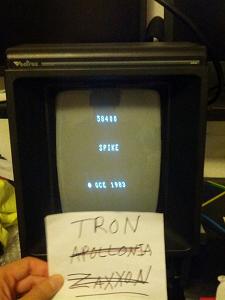 Vectrex
58400
SPIKE
© GCE 1983
TRON
APOLLONIA
ZAXXON